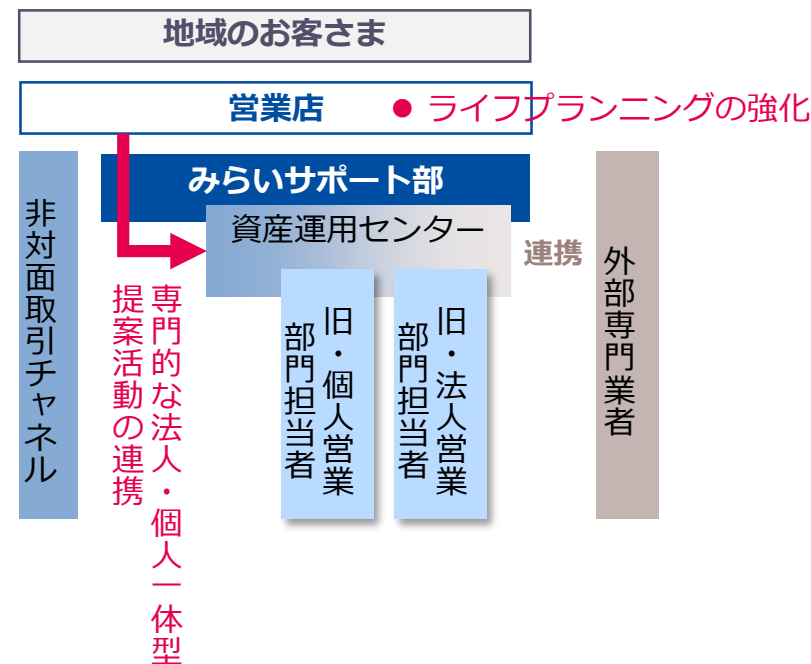 地域のお客さま
営業店
● ライフプランニングの強化
みらいサポート部
資産運用センター
連携
非対面取引チャネル
専門的な法人・個人一体型
提案活動の連携
旧・個人営業
部門担当者
旧・法人営業
部門担当者
外部専門業者